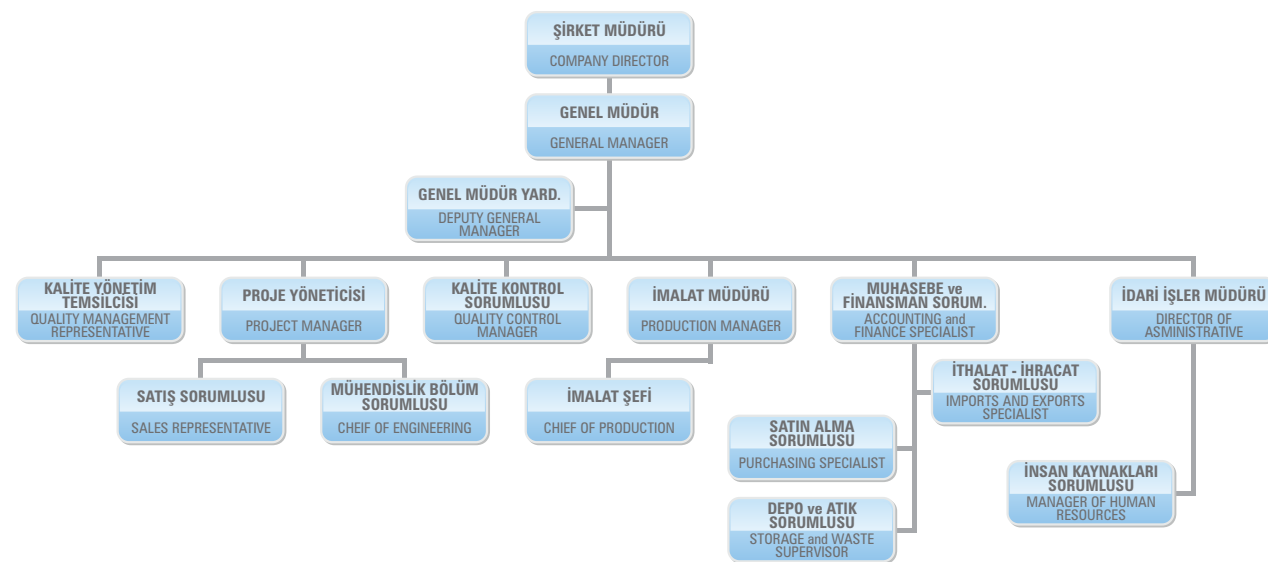 ŞİRKET MÜDÜRÜ
COMPANY DIRECTOR
GENEL MÜDÜR
GENERAL MANAGER
GENEL MÜDÜR YARD.
DEPUTY GENERAL
MANAGER
KALİTE YÖNETİM
TEMSİLCİSİ
QUALITY MANAGEMENT
REPRESENTATIVE
PROJE YÖNETİCİSİ
PROJECT MANAGER
KALİTE KONTROL
SORUMLUSU
QUALITY CONTROL
MANAGER
İMALAT MÜDÜRÜ
PRODUCTION MANAGER
MUHASEBE ve
FİNANSMAN SORUM.
ACCOUNTING and
FINANCE SPECIALIST
İDARİ İŞLER MÜDÜRÜ
DIRECTOR OF
ASMINISTRATIVE
SATIŞ SORUMLUSU
SALES REPRESENTATIVE
MÜHENDİSLİK BÖLÜM
SORUMLUSU
CHEIF OF ENGINEERING
İMALAT ŞEFİ
CHIEF OF PRODUCTION
İTHALAT - İHRACAT
SORUMLUSU
IMPORTS AND EXPORTS
SPECIALIST
SATIN ALMA
SORUMLUSU
PURCHASING SPECIALIST
İNSAN KAYNAKLARI
SORUMLUSU
MANAGER OF HUMAN
RESOURCES
DEPO ve ATIK
SORUMLUSU
STORAGE and WASTE
SUPERVISOR